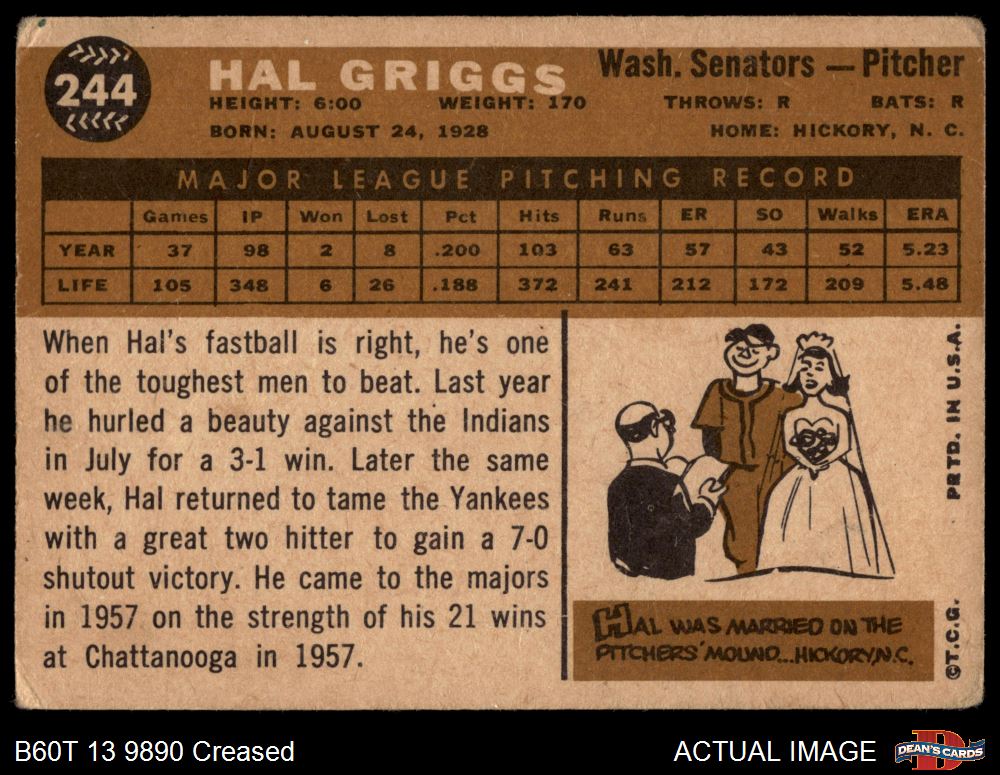 244
HAL GRIGGS
Wash. Senators — Pitcher
HEIGHT: 6:00 WEIGHT: 170 THROWS: R BATS: R
BORN: AUGUST 24, 1928 HOME: HICKORY, N. C.
MAJOR LEAGUE PITCHING RECORD
Games IP Won Lost Pct Hits Runs ER SO Walks ERA
YEAR 37 98 2 8 .200 103 63 57 43 52 5.23
LIFE 105 348 6 26 .188 372 241 212 172 209 5.48
When Hal's fastball is right, he's one
of the toughest men to beat. Last year
he hurled a beauty against the Indians
in July for a 3-1 win. Later the same
week, Hal returned to tame the Yankees
with a great two hitter to gain a 7-0
shutout victory. He came to the majors
in 1957 on the strength of his 21 wins
at Chattanooga in 1957.
HAL WAS MARRIED ON THE
PITCHERS' MOUND...HICKORY,N.C.
©T.C.G. PRTD. IN U.S.A.
B60T 13 9890 Creased
ACTUAL IMAGE
D
DEAN'S CARDS